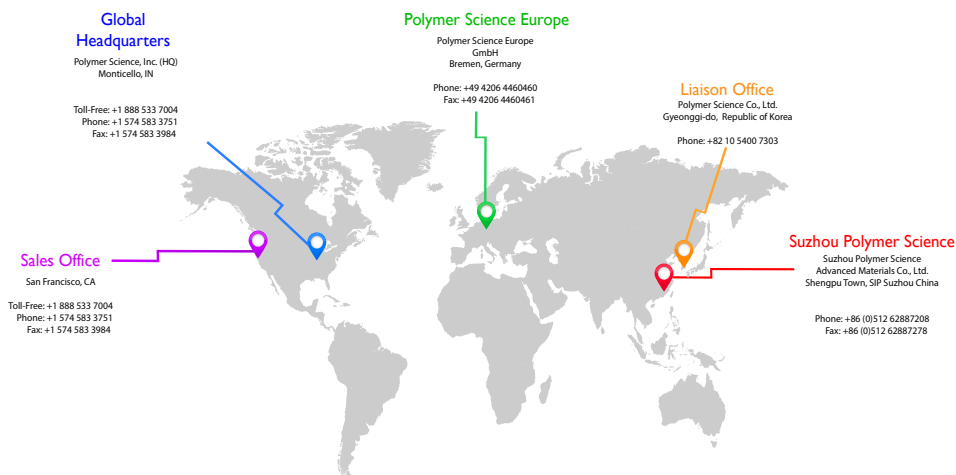 Global
Headquarters
Polymer Science, Inc. (HQ)
Monticello, IN
Toll-Free: +1 888 533 7004
Phone: +1 574 583 3751
Fax: +1 574 583 3984
Polymer Science Europe
Polymer Science Europe
GmbH
Bremen, Germany
Phone: +49 4206 4460460
Fax: +49 4206 4460461
Liaison Office
Polymer Science Co., Ltd.
Gyeonggi-do, Republic of Korea
Phone: +82 10 5400 7303
Sales Office
San Francisco, CA
Toll-Free: +1 888 533 7004
Phone: +1 574 583 3751
Fax: +1 574 583 3984
Suzhou Polymer Science
Suzhou Polymer Science
Advanced Materials Co., Ltd.
Shengpu Town, SIP Suzhou China
Phone: +86 (0)512 62887208
Fax: +86 (0)512 62887278